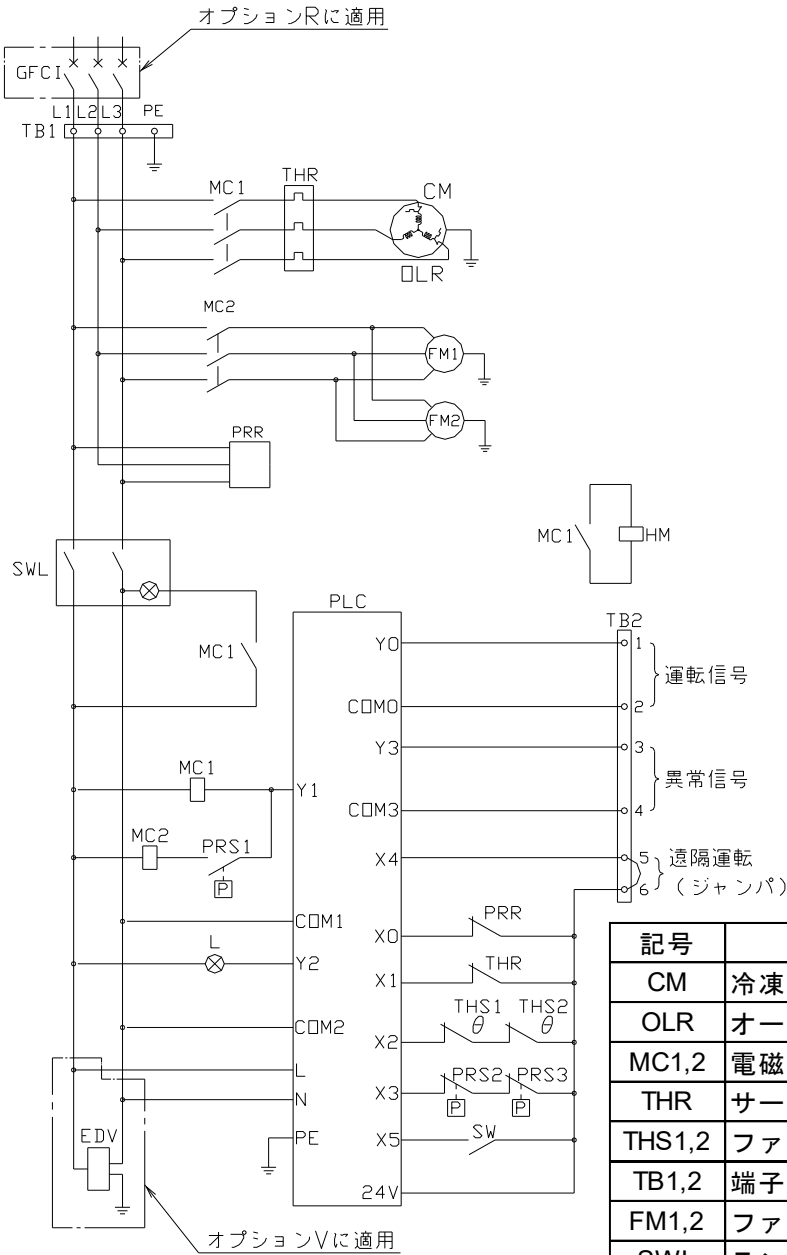 オプションRに適用
GFCI
L1 L2 L3 PE
TB1
MC1
THR
CM
OLR
MC2
FM1
FM2
PRR
SWL
MC1
HM
MC1
PLC
TB2
Y0
1
運転信号
COM0
2
Y3
3
異常信号
COM3
4
X4
5
遠隔運転
6
(ジャンパ)
MC1
Y1
MC2
PRS1
P
COM1
L
Y2
COM2
L
N
PE
EDV
オプションVに適用
X0
PRR
X1
THR
X2
THS1
θ
THS2
θ
X3
PRS2
P
PRS3
P
X5
SW
24V
記号
CM 冷凍
OLR オー
MC1,2 電磁
THR サー
THS1,2 ファ
TB1,2 端子
FM1,2 ファ